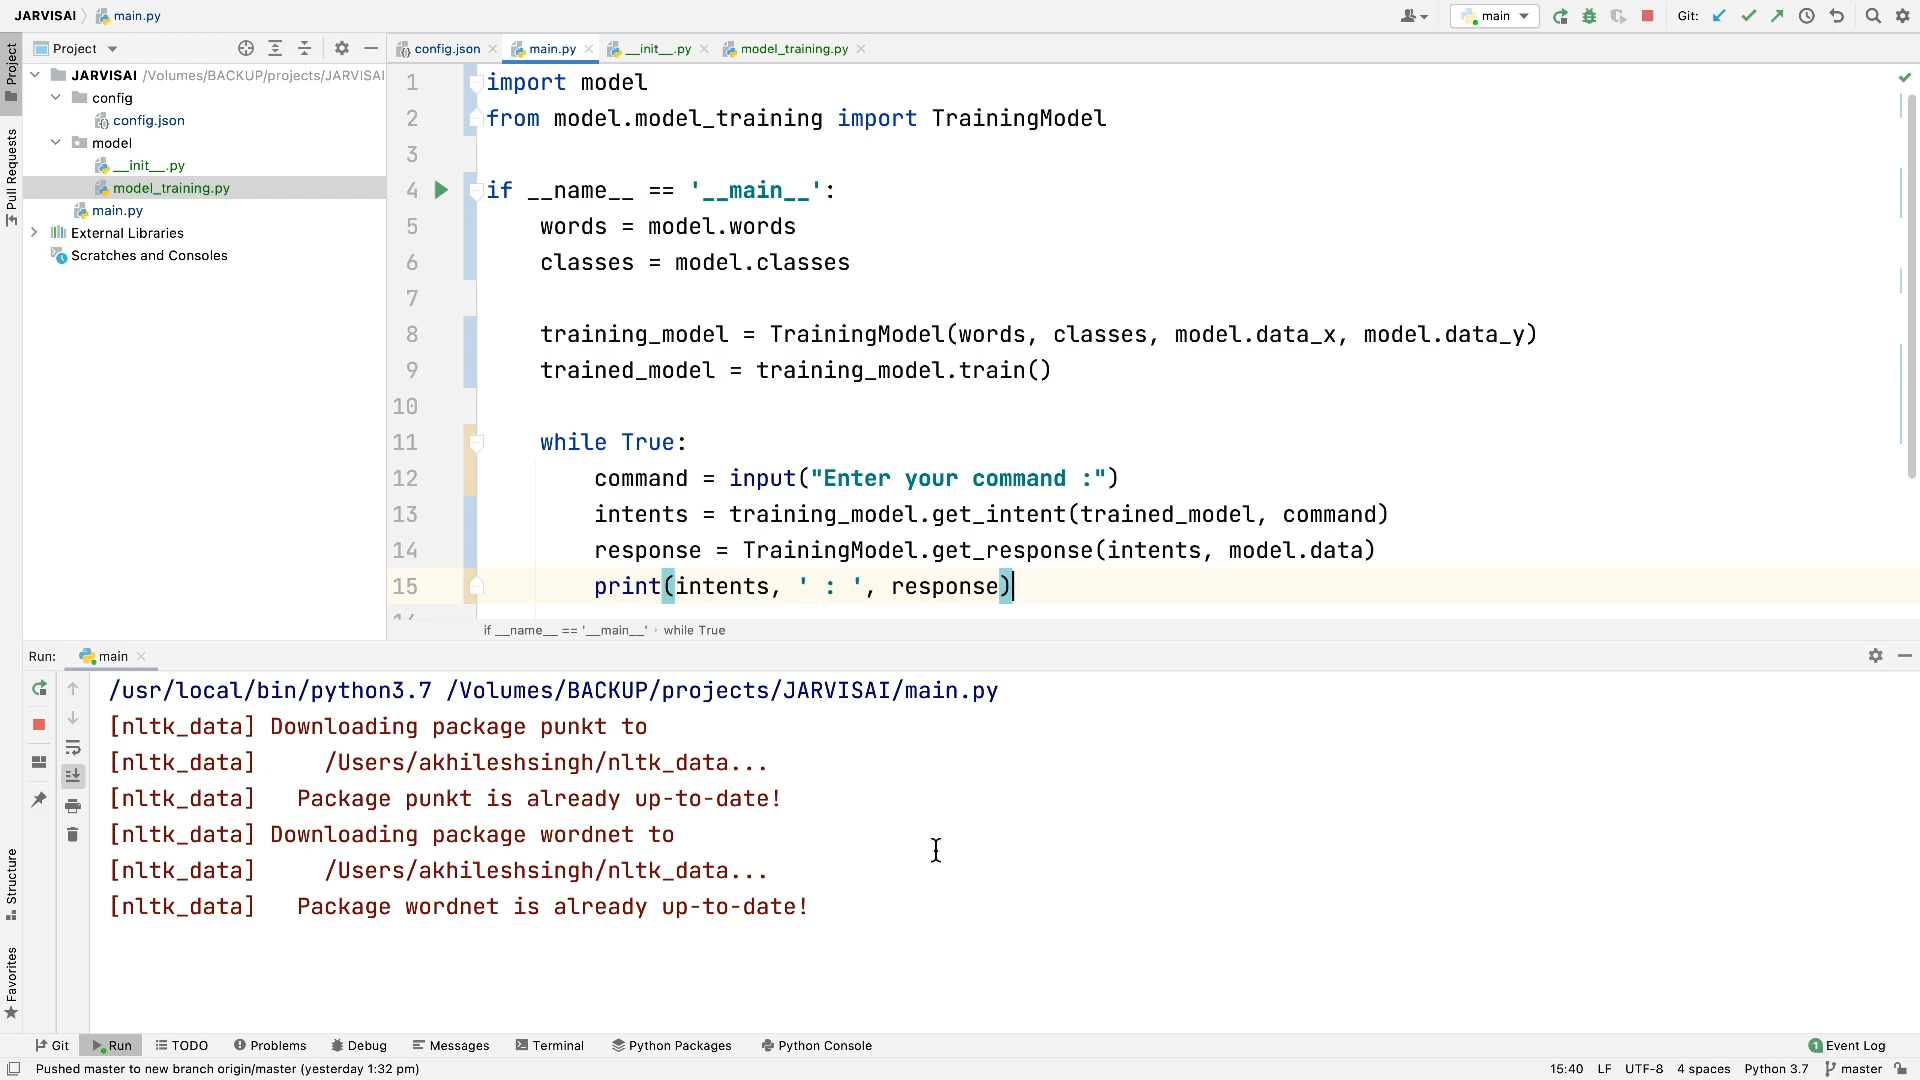 JARVISAI main.py
main Git:
Project
config.json main.py __init__.py model_training.py
JARVISAI /Volumes/BACKUP/projects/JARVISAI
config
config.json
model
__init__.py
model_training.py
main.py
External Libraries
Scratches and Consoles
Project
Pull Requests
Structure
Favorites
1 import model
2 from model.model_training import TrainingModel
3
4 if __name__ == '__main__':
5 words = model.words
6 classes = model.classes
7
8 training_model = TrainingModel(words, classes, model.data_x, model.data_y)
9 trained_model = training_model.train()
10
11 while True:
12 command = input("Enter your command :")
13 intents = training_model.get_intent(trained_model, command)
14 response = TrainingModel.get_response(intents, model.data)
15 print(intents, ' : ', response)
if __name__ == '__main__' › while True
Run: main
/usr/local/bin/python3.7 /Volumes/BACKUP/projects/JARVISAI/main.py
[nltk_data] Downloading package punkt to
[nltk_data] /Users/akhileshsingh/nltk_data...
[nltk_data] Package punkt is already up-to-date!
[nltk_data] Downloading package wordnet to
[nltk_data] /Users/akhileshsingh/nltk_data...
[nltk_data] Package wordnet is already up-to-date!
Git Run TODO Problems Debug Messages Terminal Python Packages Python Console 1 Event Log
Pushed master to new branch origin/master (yesterday 1:32 pm) 15:40 LF UTF-8 4 spaces Python 3.7 master